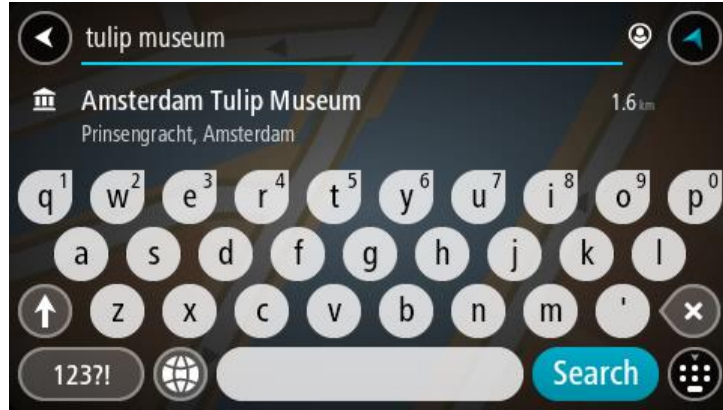 tulip museum
Amsterdam Tulip Museum 1.6 km
Prinsengracht, Amsterdam
q1 w2 e3 r4 t5 y6 u7 i8 o9 p0
a s d f g h j k l
z x c v b n m '
123?! Search